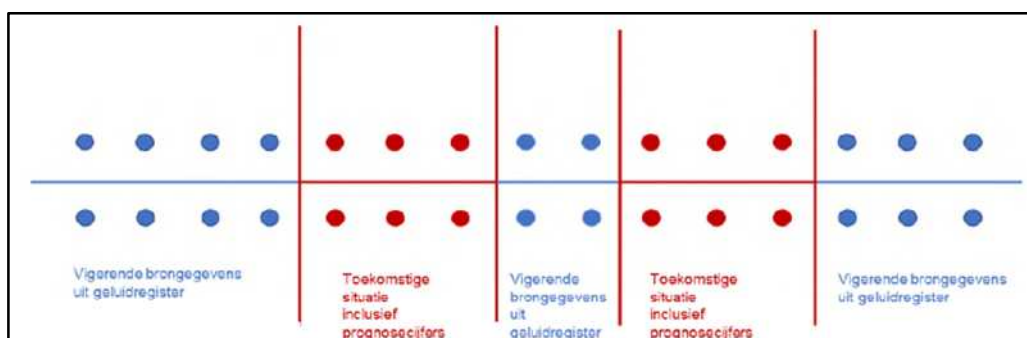 Vigerende brongegevens
uit geluidregister
Toekomstige
situatie
inclusief
prognosecijfers
Vigerende
brongegevens
uit
geluidregister
Toekomstige
situatie
inclusief
prognosecijfers
Vigerende brongegevens
uit geluidregister